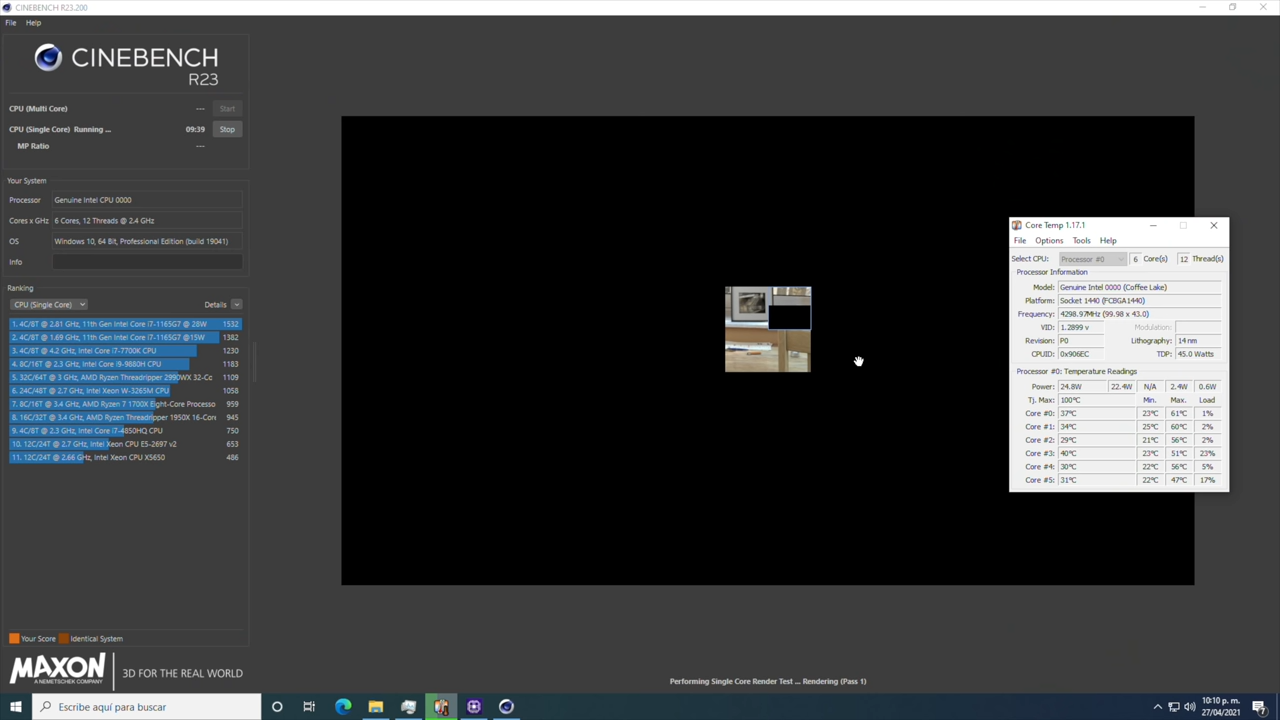 CINEBENCH R23.200
File Help
CINEBENCH
R23
CPU (Multi Core) --- Start
CPU (Single Core) Running ... 09:39 Stop
MP Ratio ---
Your System
Processor Genuine Intel CPU 0000
Cores x GHz 6 Cores, 12 Threads @ 2.4 GHz
OS Windows 10, 64 Bit, Professional Edition (build 19041)
Info
Ranking
CPU (Single Core) Details
1. 4C/8T @ 2.81 GHz, 11th Gen Intel Core i7-1165G7 @ 28W 1532
2. 4C/8T @ 1.69 GHz, 11th Gen Intel Core i7-1165G7 @15W 1382
3. 4C/8T @ 4.2 GHz, Intel Core i7-7700K CPU 1230
4. 8C/16T @ 2.3 GHz, Intel Core i9-9880H CPU 1183
5. 32C/64T @ 3 GHz, AMD Ryzen Threadripper 2990WX 32-Co 1109
6. 24C/48T @ 2.7 GHz, Intel Xeon W-3265M CPU 1058
7. 8C/16T @ 3.4 GHz, AMD Ryzen 7 1700X Eight-Core Processo 959
8. 16C/32T @ 3.4 GHz, AMD Ryzen Threadripper 1950X 16-Core 945
9. 4C/8T @ 2.3 GHz, Intel Core i7-4850HQ CPU 750
10. 12C/24T @ 2.7 GHz, Intel Xeon CPU E5-2697 v2 653
11. 12C/24T @ 2.66 GHz, Intel Xeon CPU X5650 486
Your Score Identical System
MAXON
A NEMETSCHEK COMPANY
3D FOR THE REAL WORLD
Core Temp 1.17.1
File Options Tools Help
Select CPU: Processor #0 6 Core(s) 12 Thread(s)
Processor Information
Model: Genuine Intel 0000 (Coffee Lake)
Platform: Socket 1440 (FCBGA1440)
Frequency: 4298.97MHz (99.98 x 43.0)
VID: 1.2899 v Modulation:
Revision: P0 Lithography: 14 nm
CPUID: 0x906EC TDP: 45.0 Watts
Processor #0: Temperature Readings
Power: 24.8W 22.4W N/A 2.4W 0.6W
Tj. Max: 100°C Min. Max. Load
Core #0: 37°C 23°C 61°C 1%
Core #1: 34°C 25°C 60°C 2%
Core #2: 29°C 21°C 56°C 2%
Core #3: 40°C 23°C 51°C 23%
Core #4: 30°C 22°C 56°C 5%
Core #5: 31°C 22°C 47°C 17%
Performing Single Core Render Test ... Rendering (Pass 1)
Escribe aquí para buscar
10:10 p. m.
27/04/2021
7